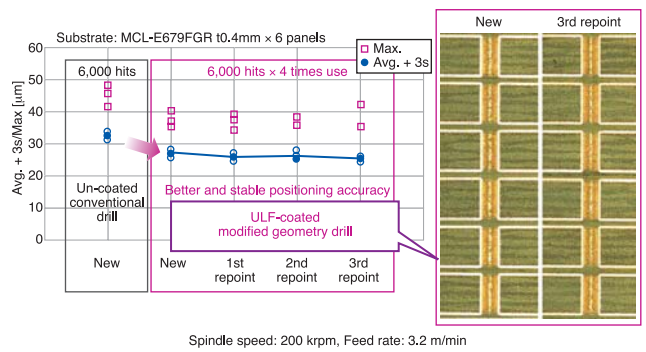 Substrate: MCL-E679FGR t0.4mm × 6 panels
Avg. + 3s/Max [µm]
60
50
40
30
20
10
0
Max.
Avg. + 3s
6,000 hits
6,000 hits × 4 times use
Un-coated
conventional
drill
Better and stable positioning accuracy
ULF-coated
modified geometry drill
New
New
1st
repoint
2nd
repoint
3rd
repoint
New
3rd repoint
Spindle speed: 200 krpm, Feed rate: 3.2 m/min